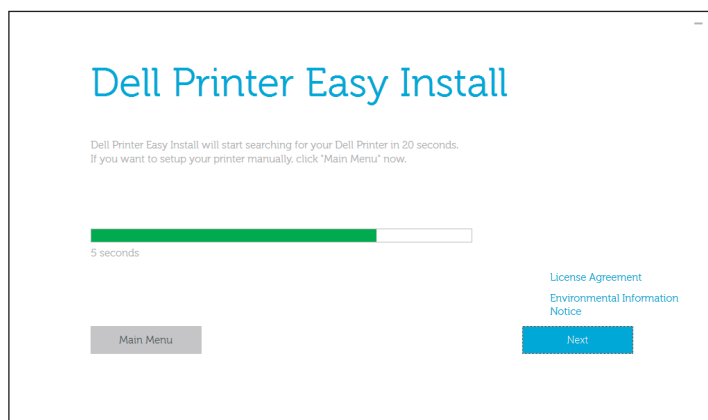 Dell Printer Easy Install
Dell Printer Easy Install will start searching for your Dell Printer in 20 seconds.
If you want to setup your printer manually, click "Main Menu" now.
5 seconds
License Agreement
Environmental Information
Notice
Main Menu
Next